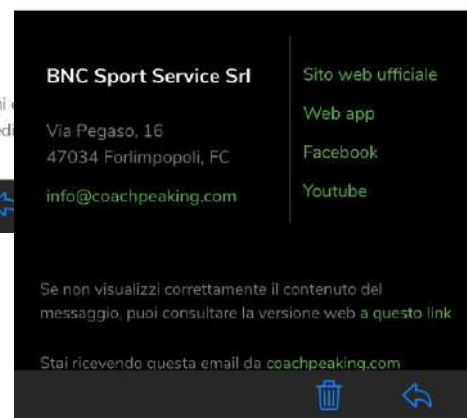 BNC Sport Service Srl
Via Pegaso, 16
47034 Forlimpopoli, FC
info@coachpeaking.com
Sito web ufficiale
Web app
Facebook
Youtube
Se non visualizzi correttamente il contenuto del
messaggio, puoi consultare la versione web a questo link
Stai ricevendo questa email da coachpeaking.com